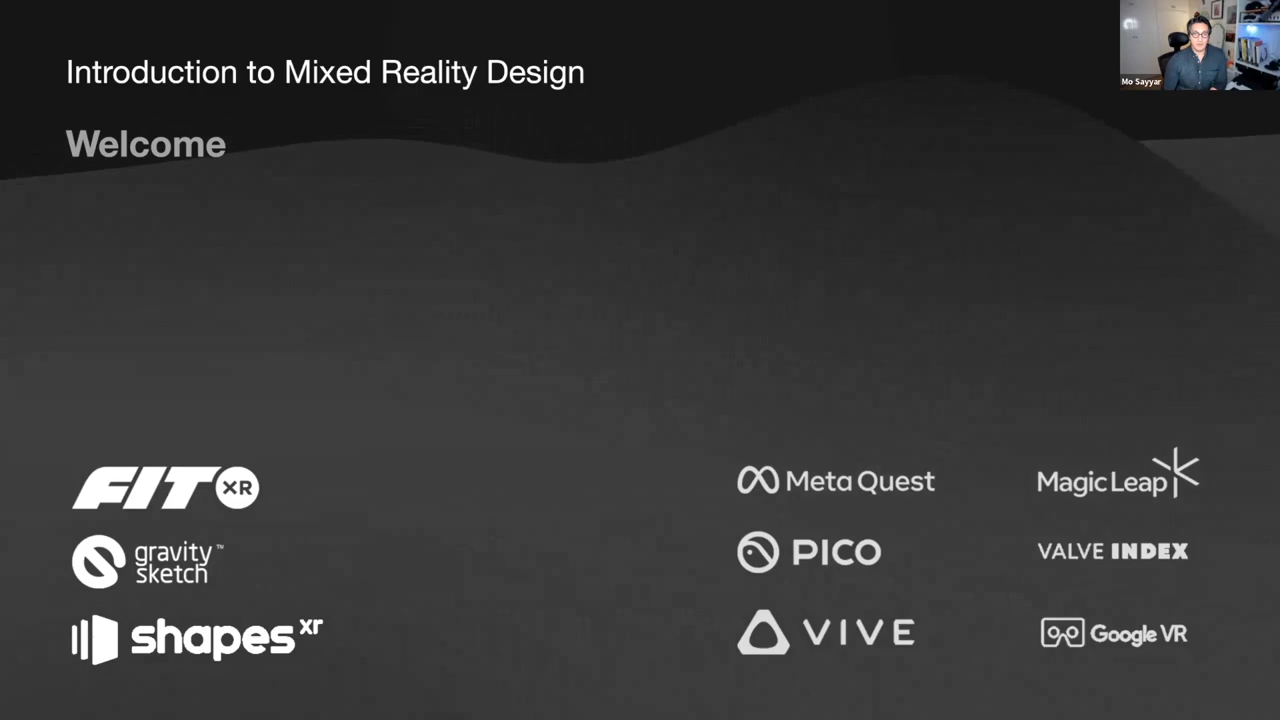 Introduction to Mixed Reality Design
Mo Sayyar
Welcome
FIT XR
gravity
sketch™
shapes xr
Meta Quest
PICO
VIVE
Magic Leap
VALVE INDEX
Google VR